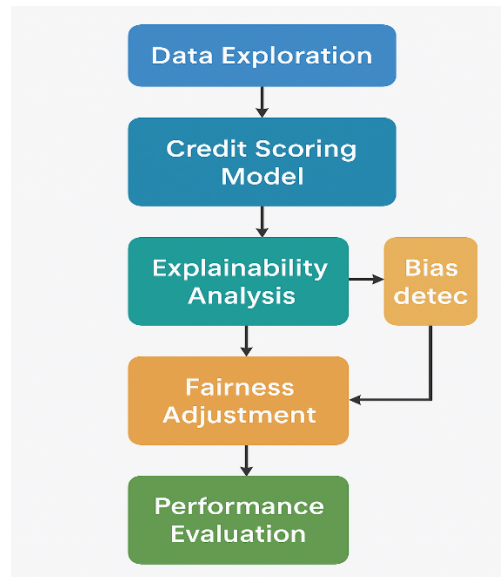 Data Exploration
Credit Scoring
Model
Explainability
Analysis
Bias
detec
Fairness
Adjustment
Performance
Evaluation